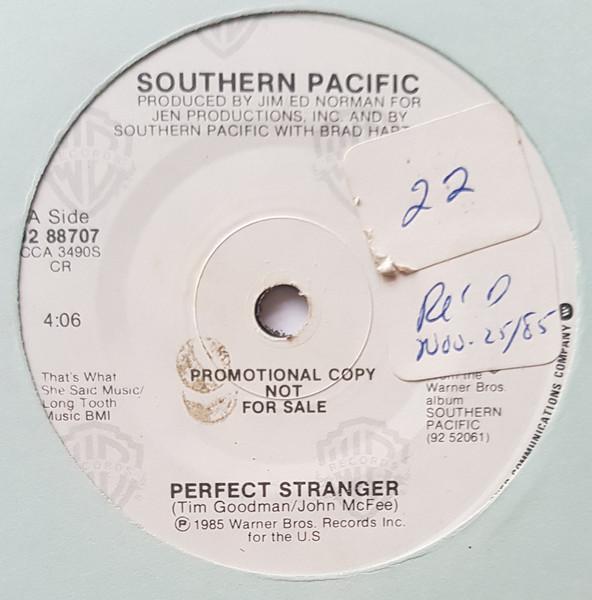 SOUTHERN PACIFIC
PRODUCED BY JIM ED NORMAN FOR
JEN PRODUCTIONS, INC. AND BY
SOUTHERN PACIFIC WITH BRAD
22
A Side
88707
CCA 3490S
CR
4:06
Nov. 25/85
That's What
She Said Music/
Long Tooth
Music BMI
PROMOTIONAL COPY
NOT
FOR SALE
from the
Warner Bros.
album
SOUTHERN
PACIFIC
(92 52061)
COMMUNICATIONS COMPANY
PERFECT STRANGER
(Tim Goodman/John McFee)
℗ 1985 Warner Bros. Records Inc.
for the U.S
RECORDS